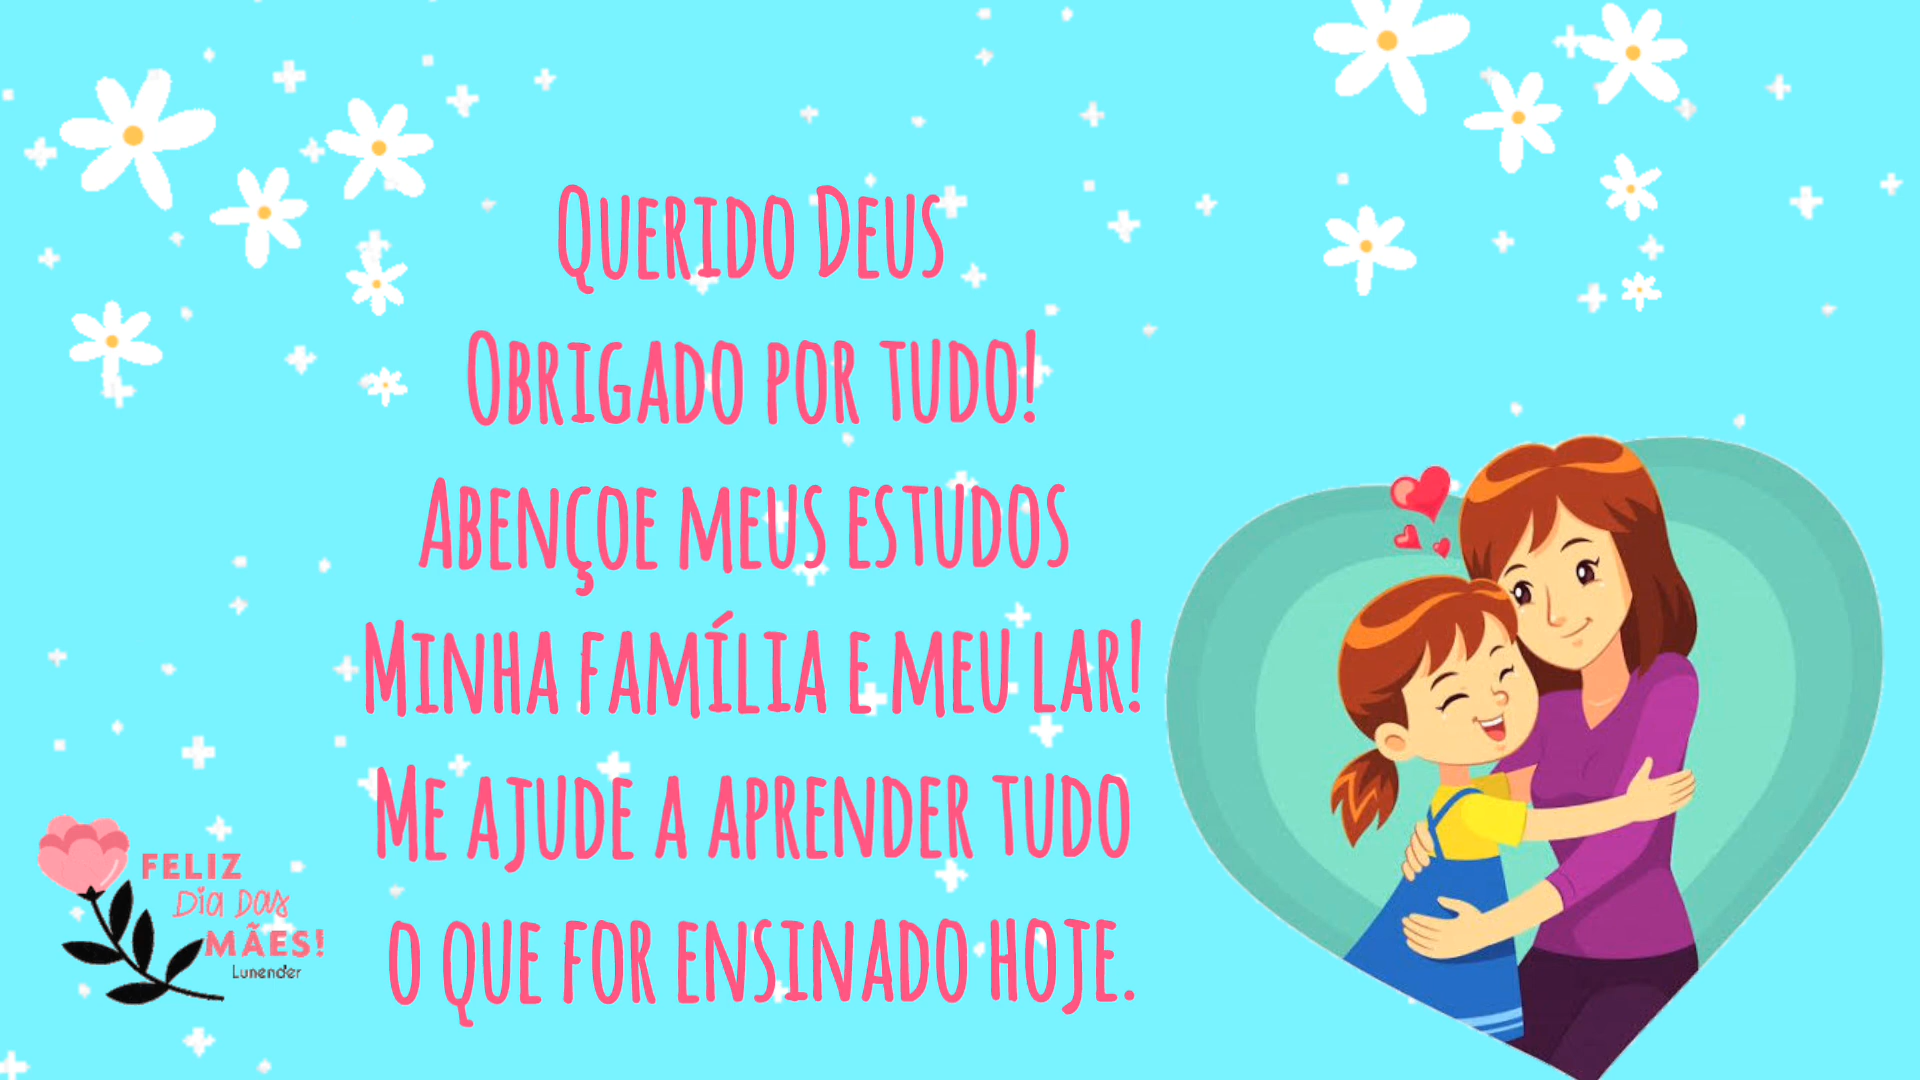 Querido Deus
Obrigado por tudo!
Abençoe meus estudos
Minha família e meu lar!
Me ajude a aprender tudo
o que for ensinado hoje.
FELIZ
Dia DAS
MÃES!
Lunender